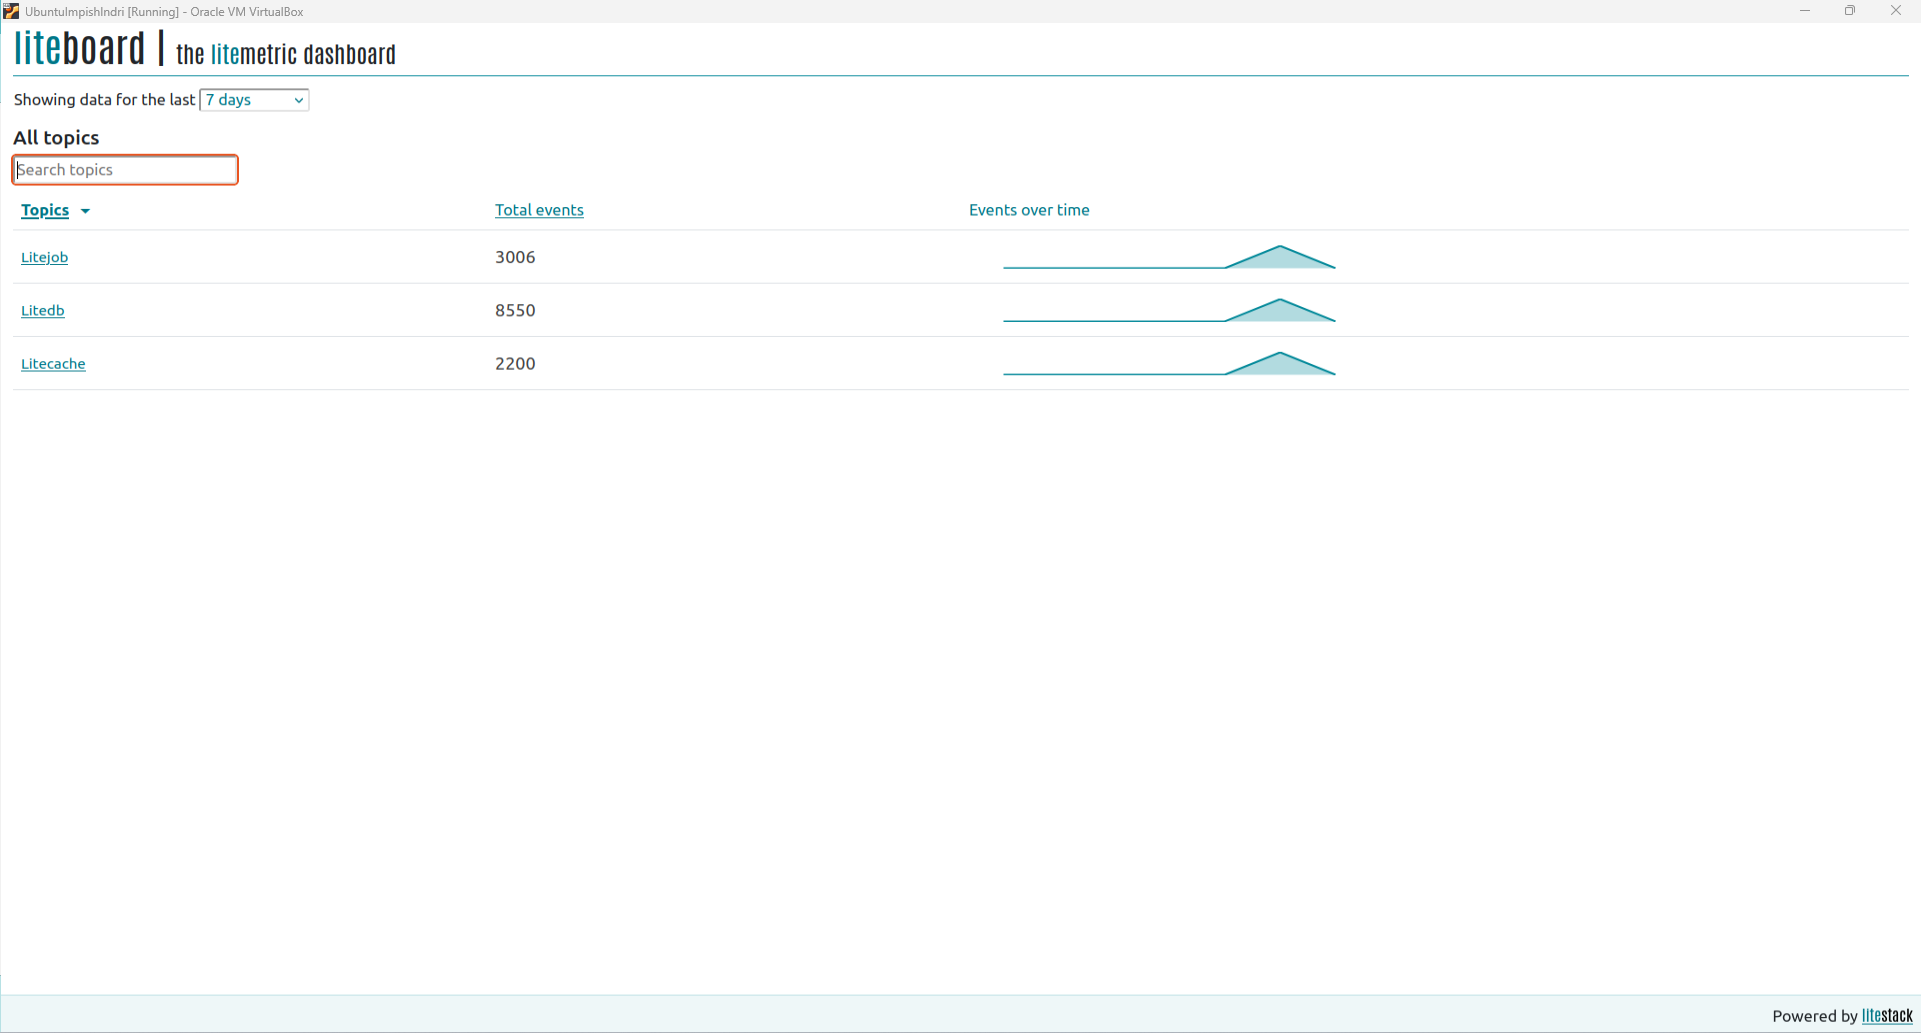 UbuntuImpishIndri [Running] - Oracle VM VirtualBox
liteboard | the litemetric dashboard
Showing data for the last 7 days
All topics
Search topics
Topics Total events Events over time
Litejob 3006
Litedb 8550
Litecache 2200
Powered by litestack